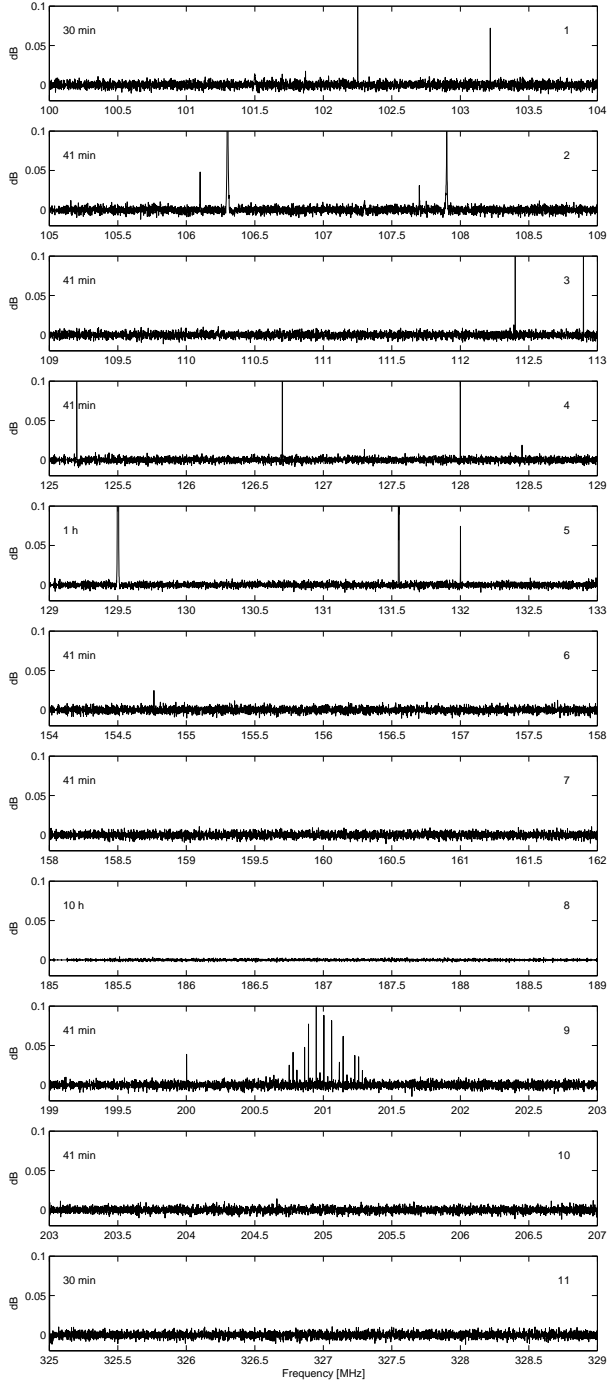 0.1
30 min 1
0.05
dB
0
100 100.5 101 101.5 102 102.5 103 103.5 104
0.1
41 min 2
0.05
dB
0
105 105.5 106 106.5 107 107.5 108 108.5 109
0.1
41 min 3
0.05
dB
0
109 109.5 110 110.5 111 111.5 112 112.5 113
0.1
41 min 4
0.05
dB
0
125 125.5 126 126.5 127 127.5 128 128.5 129
0.1
1 h 5
0.05
dB
0
129 129.5 130 130.5 131 131.5 132 132.5 133
0.1
41 min 6
0.05
dB
0
154 154.5 155 155.5 156 156.5 157 157.5 158
0.1
41 min 7
0.05
dB
0
158 158.5 159 159.5 160 160.5 161 161.5 162
0.1
10 h 8
0.05
dB
0
185 185.5 186 186.5 187 187.5 188 188.5 189
0.1
41 min 9
0.05
dB
0
199 199.5 200 200.5 201 201.5 202 202.5 203
0.1
41 min 10
0.05
dB
0
203 203.5 204 204.5 205 205.5 206 206.5 207
0.1
30 min 11
0.05
dB
0
325 325.5 326 326.5 327 327.5 328 328.5 329
Frequency [MHz]